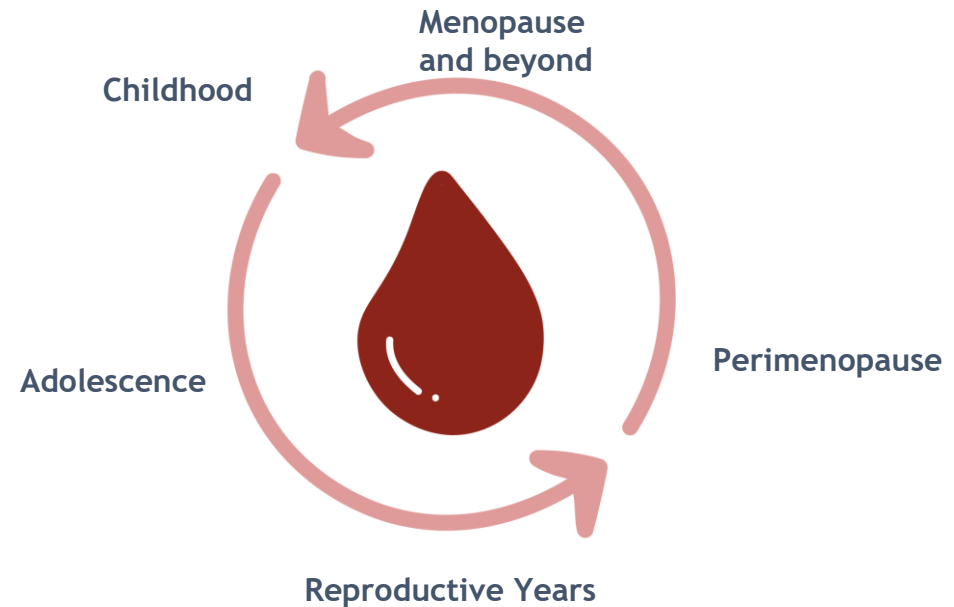 Menopause
and beyond
Childhood
Perimenopause
Adolescence
Reproductive Years